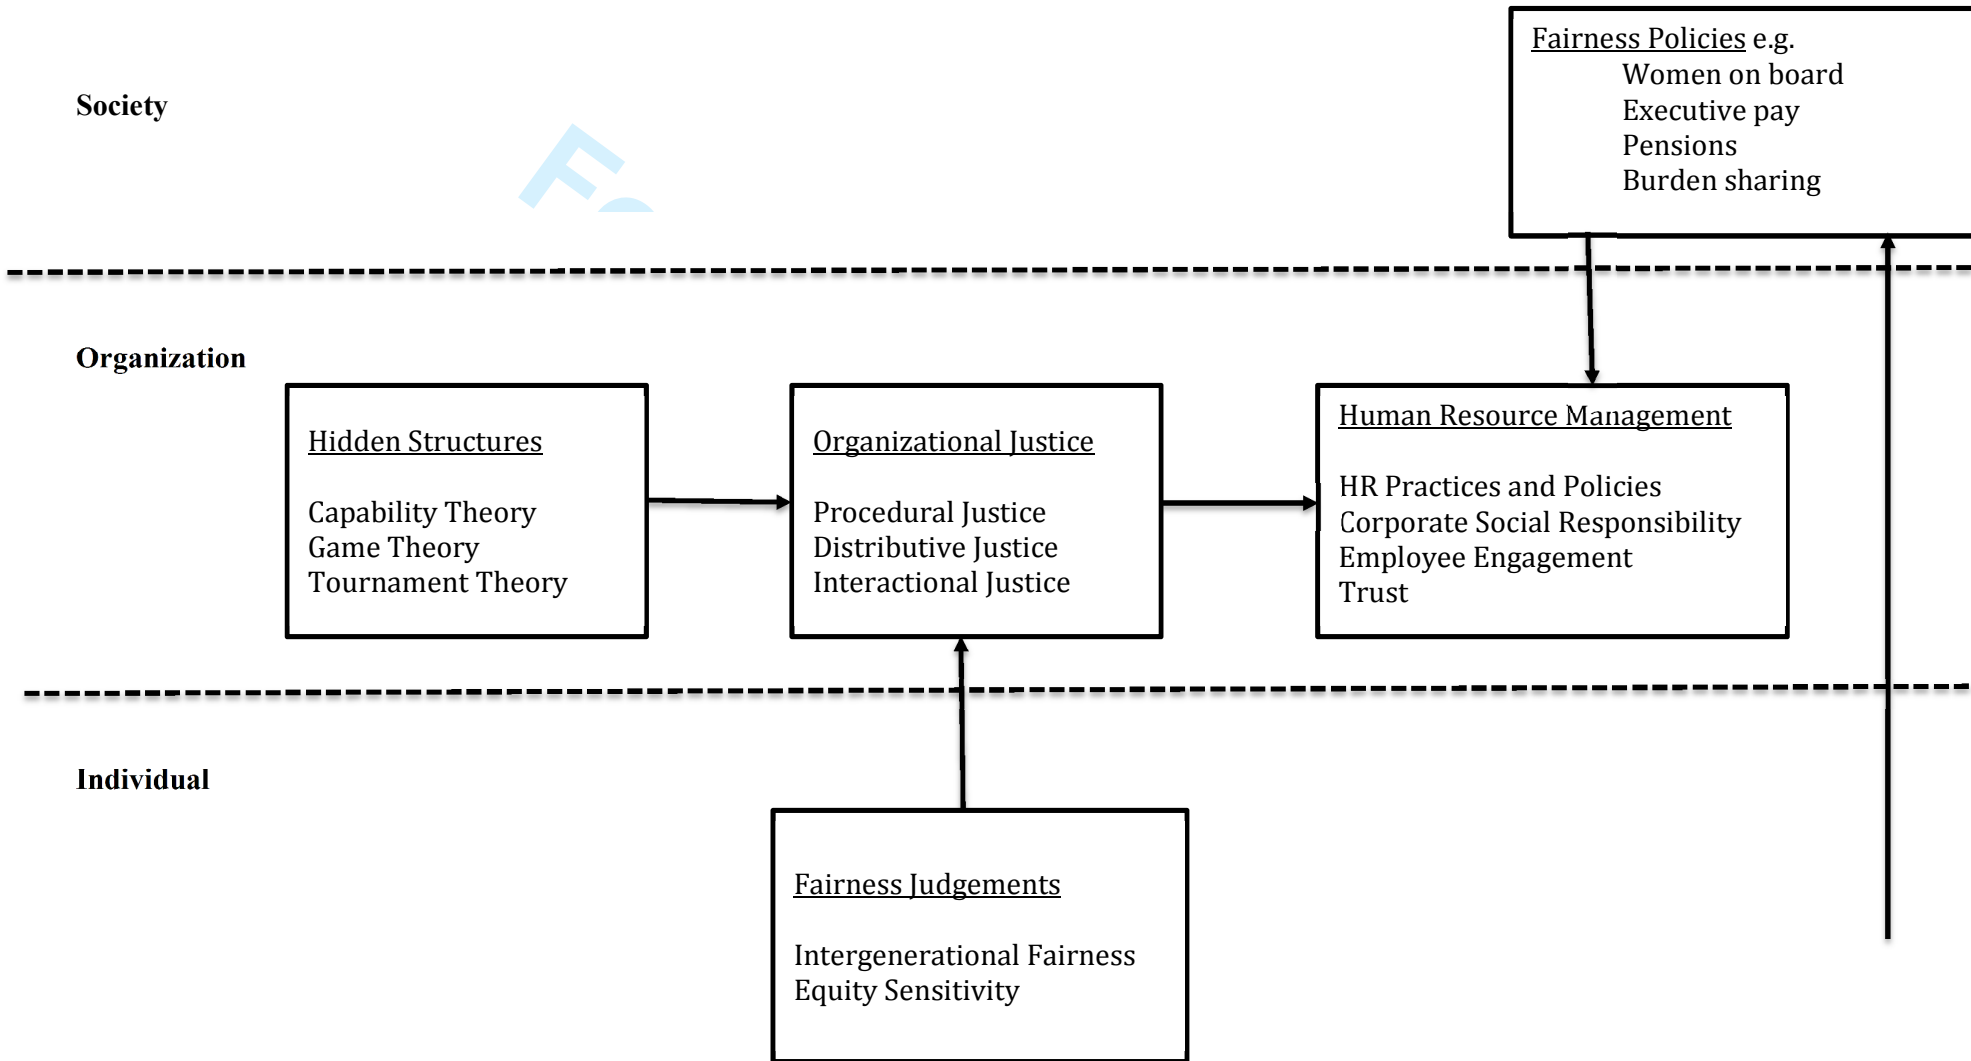 Fairness Policies e.g.
Women on board
Executive pay
Pensions
Burden sharing
Society
Organization
Hidden Structures
Capability Theory
Game Theory
Tournament Theory
Organizational Justice
Procedural Justice
Distributive Justice
Interactional Justice
Human Resource Management
HR Practices and Policies
Corporate Social Responsibility
Employee Engagement
Trust
Individual
Fairness Judgements
Intergenerational Fairness
Equity Sensitivity